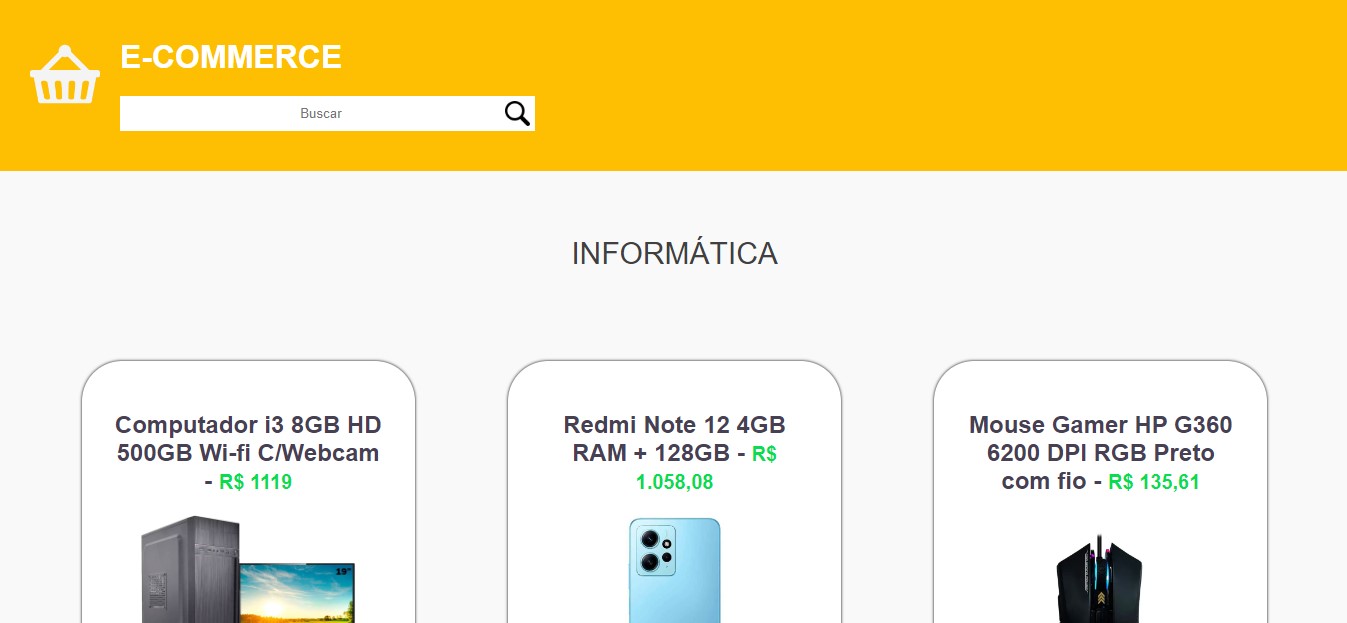 E-COMMERCE
Buscar
INFORMÁTICA
Computador i3 8GB HD
500GB Wi-fi C/Webcam
- R$ 1119
19"
Redmi Note 12 4GB
RAM + 128GB - R$
1.058,08
Mouse Gamer HP G360
6200 DPI RGB Preto
com fio - R$ 135,61